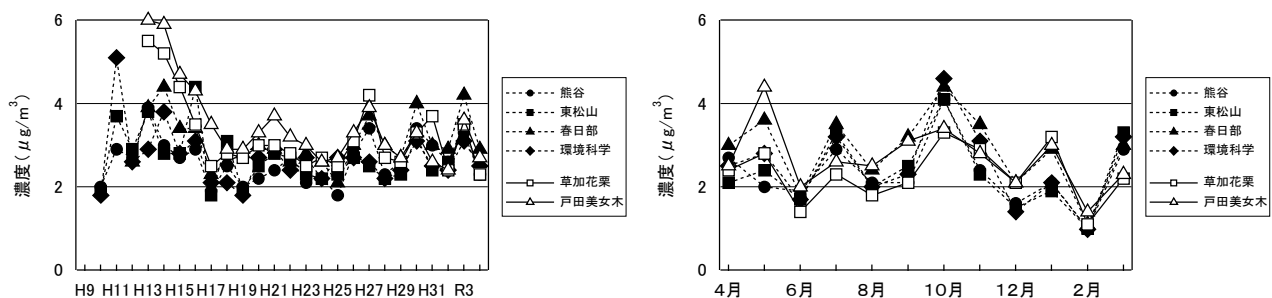 6
4
2
0
濃度(μg/m³)
H9 H11 H13 H15 H17 H19 H21 H23 H25 H27 H29 H31 R3
熊谷
東松山
春日部
環境科学
草加花栗
戸田美女木
6
4
2
0
濃度(μg/m³)
4月 6月 8月 10月 12月 2月
熊谷
東松山
春日部
環境科学
草加花栗
戸田美女木